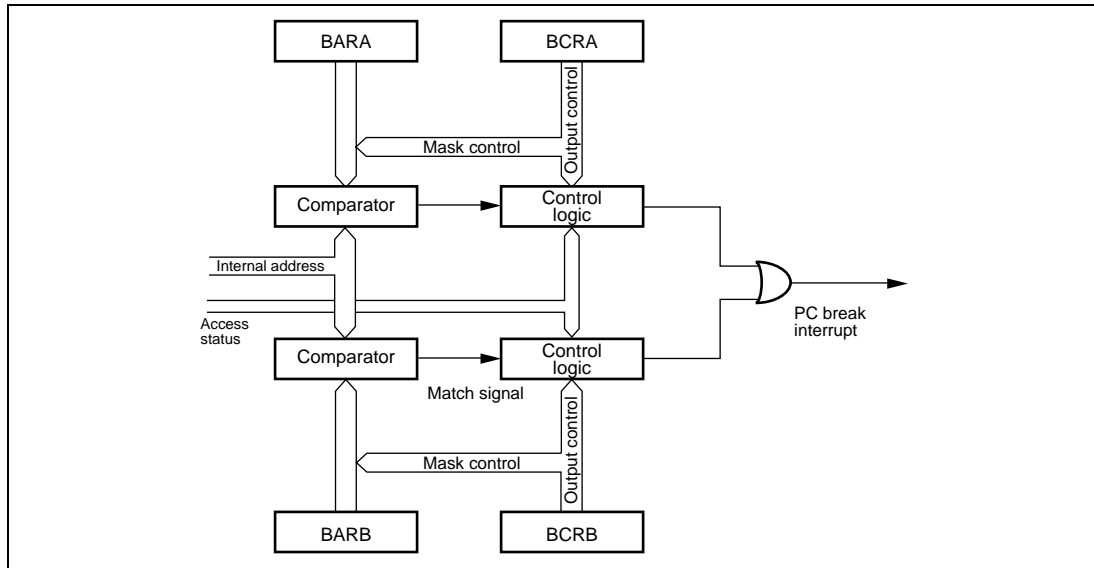 BARA
BCRA
Output control
Mask control
Comparator
Control
logic
Internal address
Access
status
PC break
interrupt
Comparator
Control
logic
Match signal
Mask control
Output control
BARB
BCRB